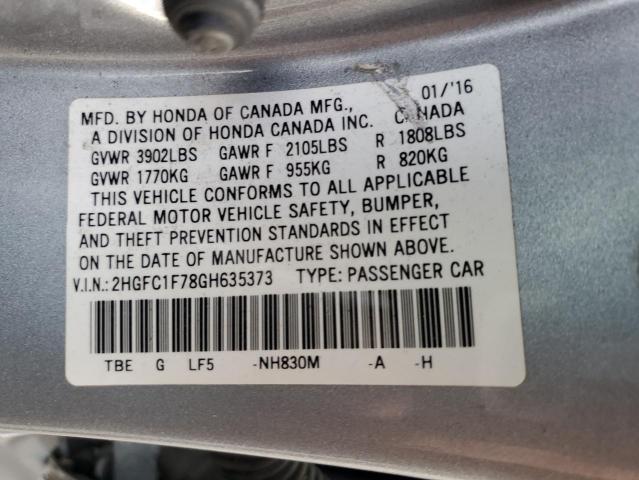 01/'16
MFD. BY HONDA OF CANADA MFG.,
A DIVISION OF HONDA CANADA INC. CANADA
GVWR 3902LBS GAWR F 2105LBS R 1808LBS
GVWR 1770KG GAWR F 955KG R 820KG
THIS VEHICLE CONFORMS TO ALL APPLICABLE
FEDERAL MOTOR VEHICLE SAFETY, BUMPER,
AND THEFT PREVENTION STANDARDS IN EFFECT
ON THE DATE OF MANUFACTURE SHOWN ABOVE.
V.I.N.: 2HGFC1F78GH635373 TYPE: PASSENGER CAR
TBE G LF5 -NH830M -A -H